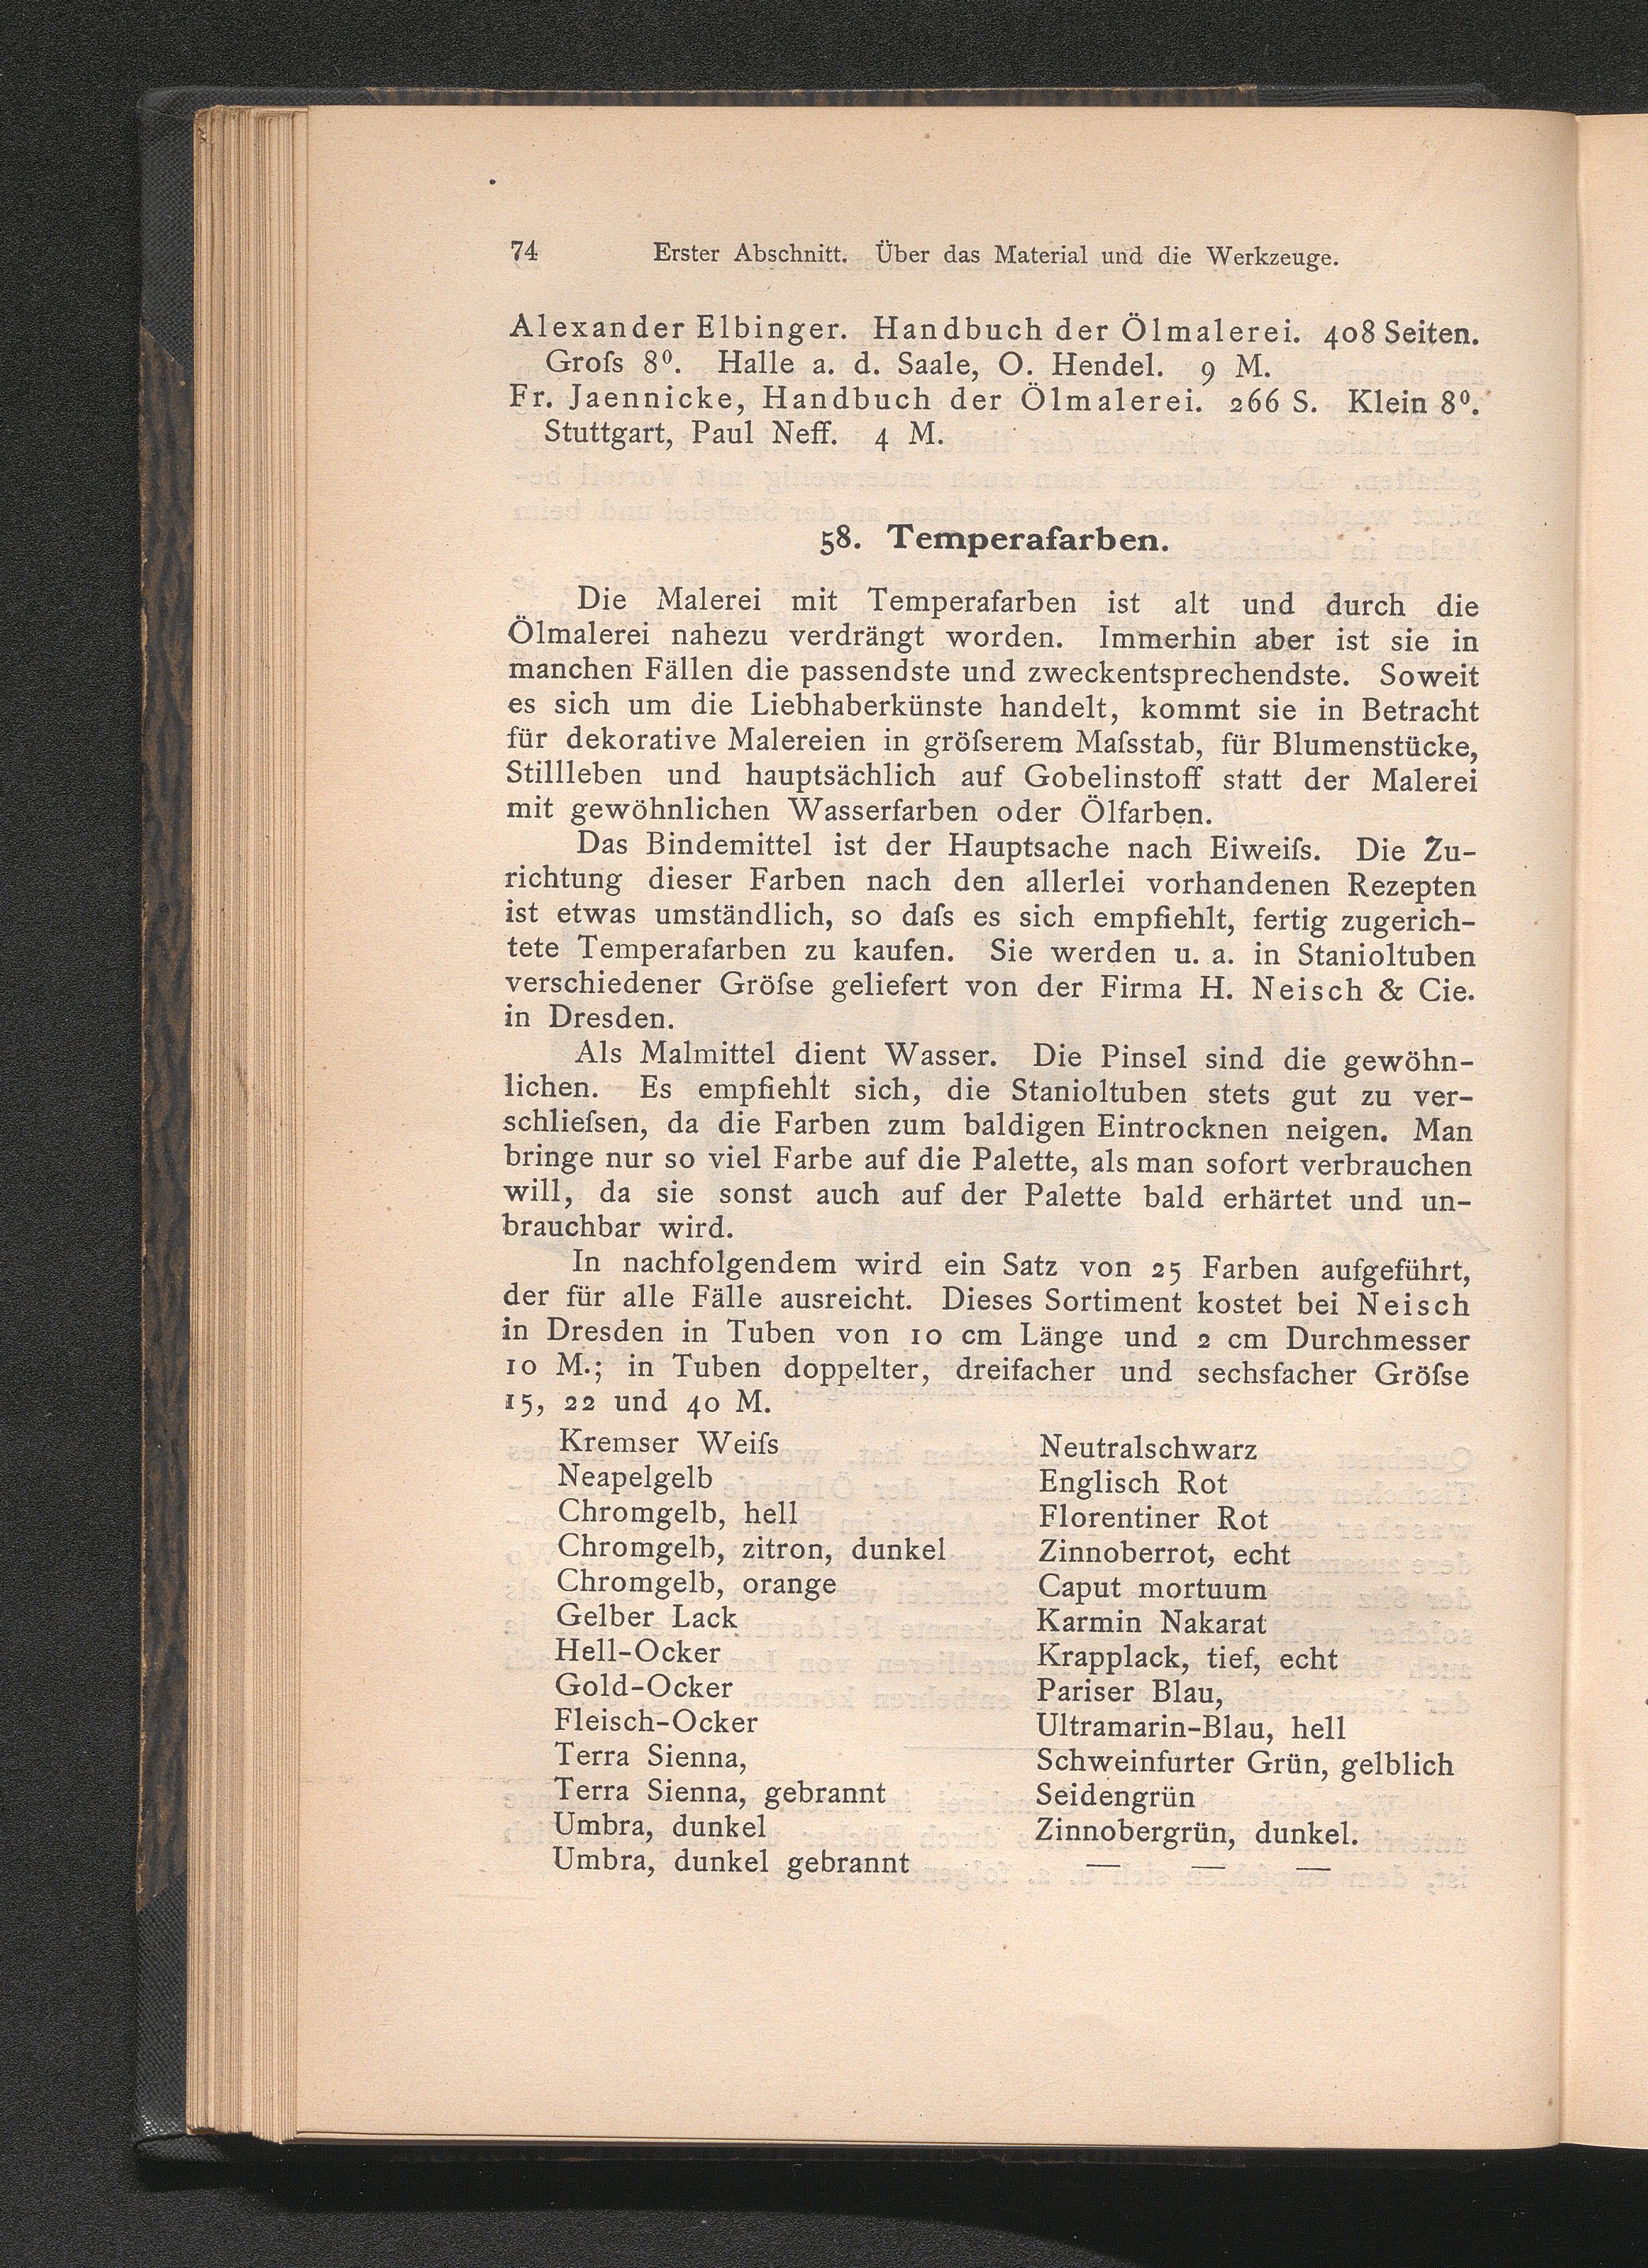 74 Erster Abschnitt. Über das Material und die Werkzeuge.
Alexander Elbinger. Handbuch der Ölmalerei. 408 Seiten.
Groſs 8⁰. Halle a. d. Saale, O. Hendel. 9 M.
Fr. Jaennicke, Handbuch der Ölmalerei. 266 S. Klein 8⁰.
Stuttgart, Paul Neff. 4 M.
58. Temperafarben.
Die Malerei mit Temperafarben ist alt und durch die
Ölmalerei nahezu verdrängt worden. Immerhin aber ist sie in
manchen Fällen die passendste und zweckentsprechendste. Soweit
es sich um die Liebhaberkünste handelt, kommt sie in Betracht
für dekorative Malereien in gröſserem Maſsstab, für Blumenstücke,
Stillleben und hauptsächlich auf Gobelinstoff statt der Malerei
mit gewöhnlichen Wasserfarben oder Ölfarben.
Das Bindemittel ist der Hauptsache nach Eiweiſs. Die Zu-
richtung dieser Farben nach den allerlei vorhandenen Rezepten
ist etwas umständlich, so daſs es sich empfiehlt, fertig zugerich-
tete Temperafarben zu kaufen. Sie werden u. a. in Stanioltuben
verschiedener Gröſse geliefert von der Firma H. Neisch & Cie.
in Dresden.
Als Malmittel dient Wasser. Die Pinsel sind die gewöhn-
lichen. Es empfiehlt sich, die Stanioltuben stets gut zu ver-
schlieſsen, da die Farben zum baldigen Eintrocknen neigen. Man
bringe nur so viel Farbe auf die Palette, als man sofort verbrauchen
will, da sie sonst auch auf der Palette bald erhärtet und un-
brauchbar wird.
In nachfolgendem wird ein Satz von 25 Farben aufgeführt,
der für alle Fälle ausreicht. Dieses Sortiment kostet bei Neisch
in Dresden in Tuben von 10 cm Länge und 2 cm Durchmesser
10 M.; in Tuben doppelter, dreifacher und sechsfacher Gröſse
15, 22 und 40 M.
Kremser Weiſs
Neapelgelb
Chromgelb, hell
Chromgelb, zitron, dunkel
Chromgelb, orange
Gelber Lack
Hell-Ocker
Gold-Ocker
Fleisch-Ocker
Terra Sienna,
Terra Sienna, gebrannt
Umbra, dunkel
Umbra, dunkel gebrannt
Neutralschwarz
Englisch Rot
Florentiner Rot
Zinnoberrot, echt
Caput mortuum
Karmin Nakarat
Krapplack, tief, echt
Pariser Blau,
Ultramarin-Blau, hell
Schweinfurter Grün, gelblich
Seidengrün
Zinnobergrün, dunkel.
— — —